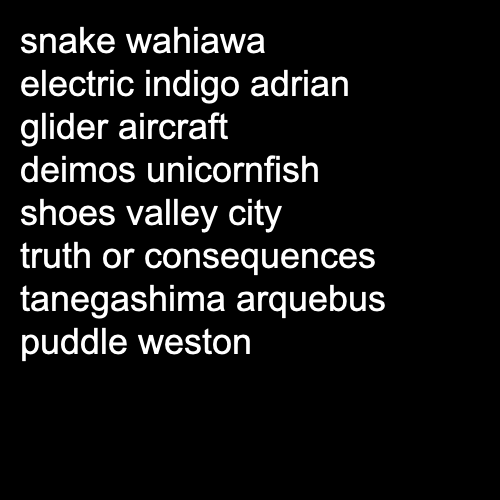 snake wahiawa
electric indigo adrian
glider aircraft
deimos unicornfish
shoes valley city
truth or consequences
tanegashima arquebus
puddle weston